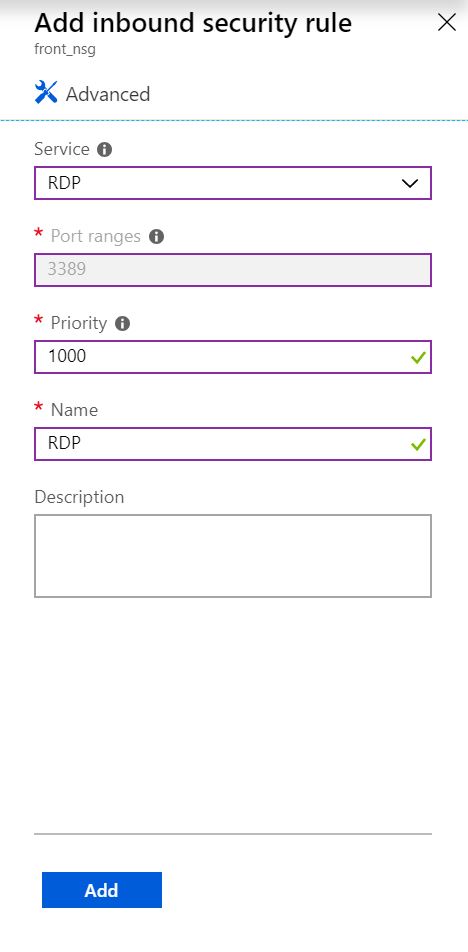 Add inbound security rule
front_nsg
Advanced
Service
RDP
* Port ranges
3389
* Priority
1000
* Name
RDP
Description
Add